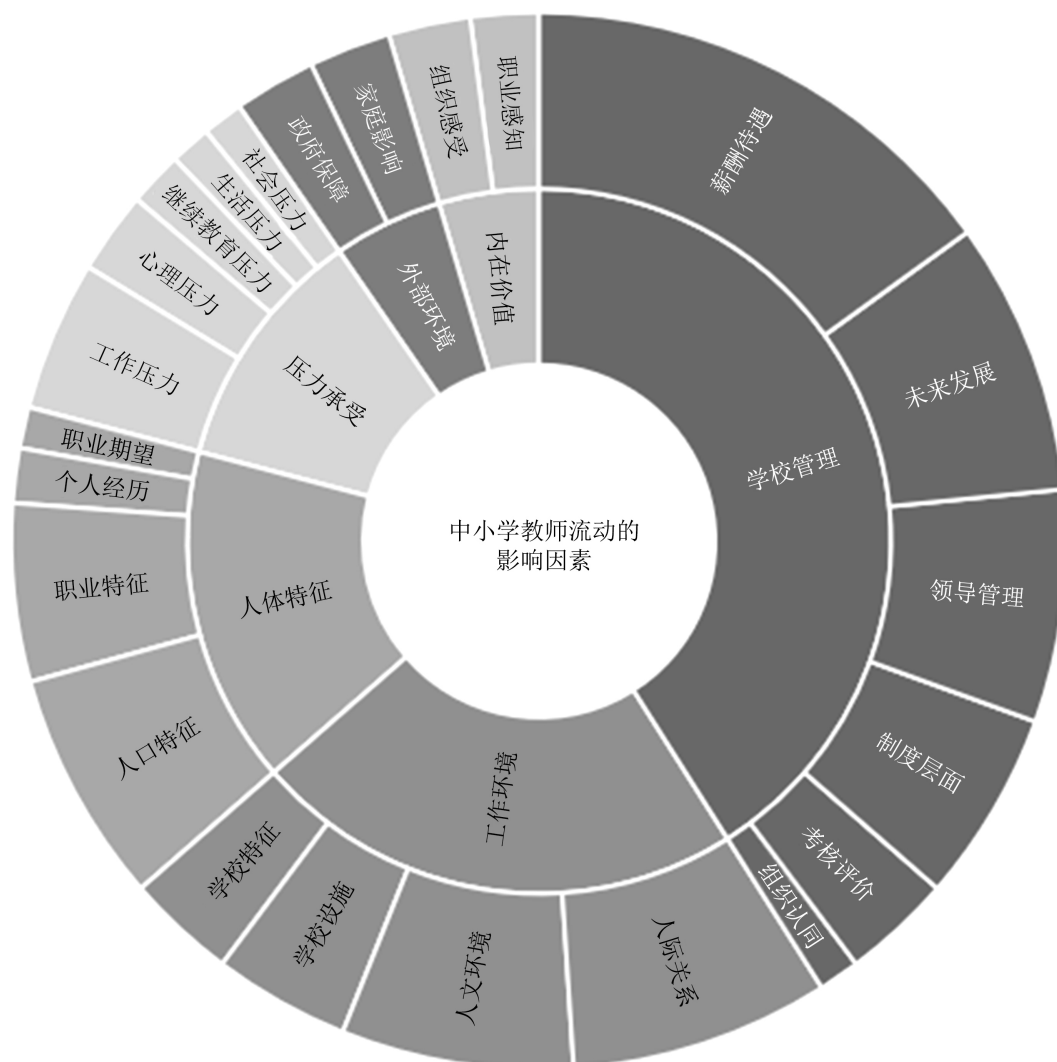 中小学教师流动的
影响因素
学校管理
薪酬待遇
未来发展
领导管理
制度层面
考核评价
组织认同
工作环境
人际关系
人文环境
学校设施
学校特征
人体特征
人口特征
职业特征
个人经历
职业期望
压力承受
工作压力
心理压力
继续教育压力
生活压力
社会压力
外部环境
政府保障
家庭影响
内在价值
组织感受
职业感知